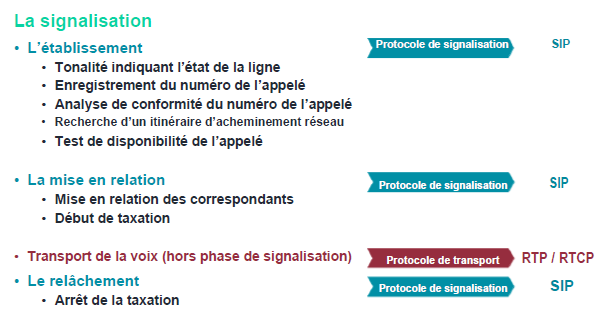 La signalisation
• L'établissement
Protocole de signalisation
SIP
• Tonalité indiquant l'état de la ligne
• Enregistrement du numéro de l'appelé
• Analyse de conformité du numéro de l'appelé
• Recherche d'un itinéraire d'acheminement réseau
• Test de disponibilité de l'appelé
• La mise en relation
Protocole de signalisation
SIP
• Mise en relation des correspondants
• Début de taxation
• Transport de la voix (hors phase de signalisation)
Protocole de transport
RTP / RTCP
• Le relâchement
Protocole de signalisation
SIP
• Arrêt de la taxation